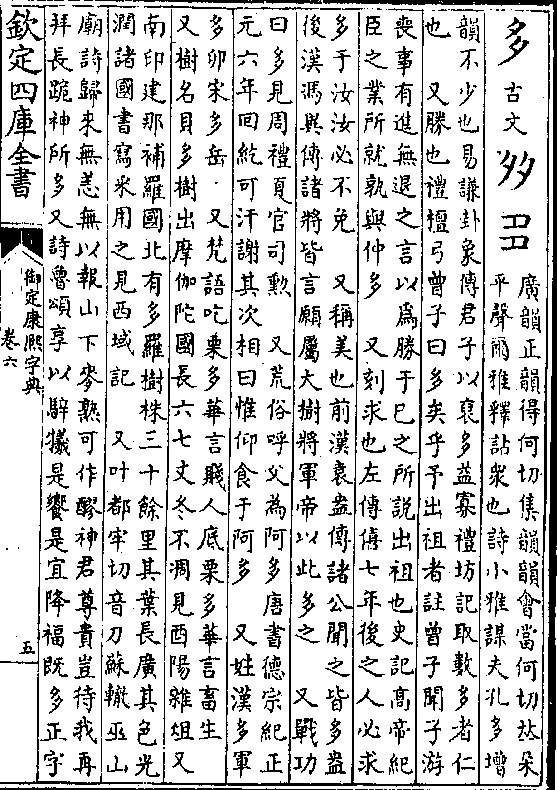 多 古文
廣韻正韻得何切集韻韻會當何切𠀤朶
平聲爾雅釋詁衆也詩小雅謀夫孔多增
韻不少也易謙卦象傳君子以裒多益寡禮坊記取數多者仁
也 又勝也禮檀弓曾子曰多矣乎予出祖者註曾子聞子游
喪事有進無退之言以爲勝于已之所說出祖也史記高帝紀
臣之業所就孰與仲多 又刻求也左傳僖七年後之人必求
多于汝汝必不免 又稱美也前漢袁盎傳諸公聞之皆多盎
後漢馮異傳諸將皆言願屬大樹將軍帝以此多之 又戰功
曰多見周禮夏官司勳 又荒俗呼父為阿多唐書德宗紀正
元六年回紇可汗謝其次相曰惟仰食于阿多 又姓漢多軍
多卯宋多岳 又梵語吃栗多華言賤人底栗多華言畜生
又樹名貝多樹出摩伽陀國長六七丈冬不凋見酉陽雜俎又
南印建那補羅國北有多羅樹株三十餘里其葉長廣其色光
潤諸國書寫采用之見西域記 又叶都牢切音刀蘇轍巫山
廟詩歸來無恙無以報山下麥熟可作醪神君尊貴豈待我再
拜長跪神所多又詩魯頌享以騂犧是饗是宜降福既多正字
欽定四庫全書
御定康熙字典
卷六
五